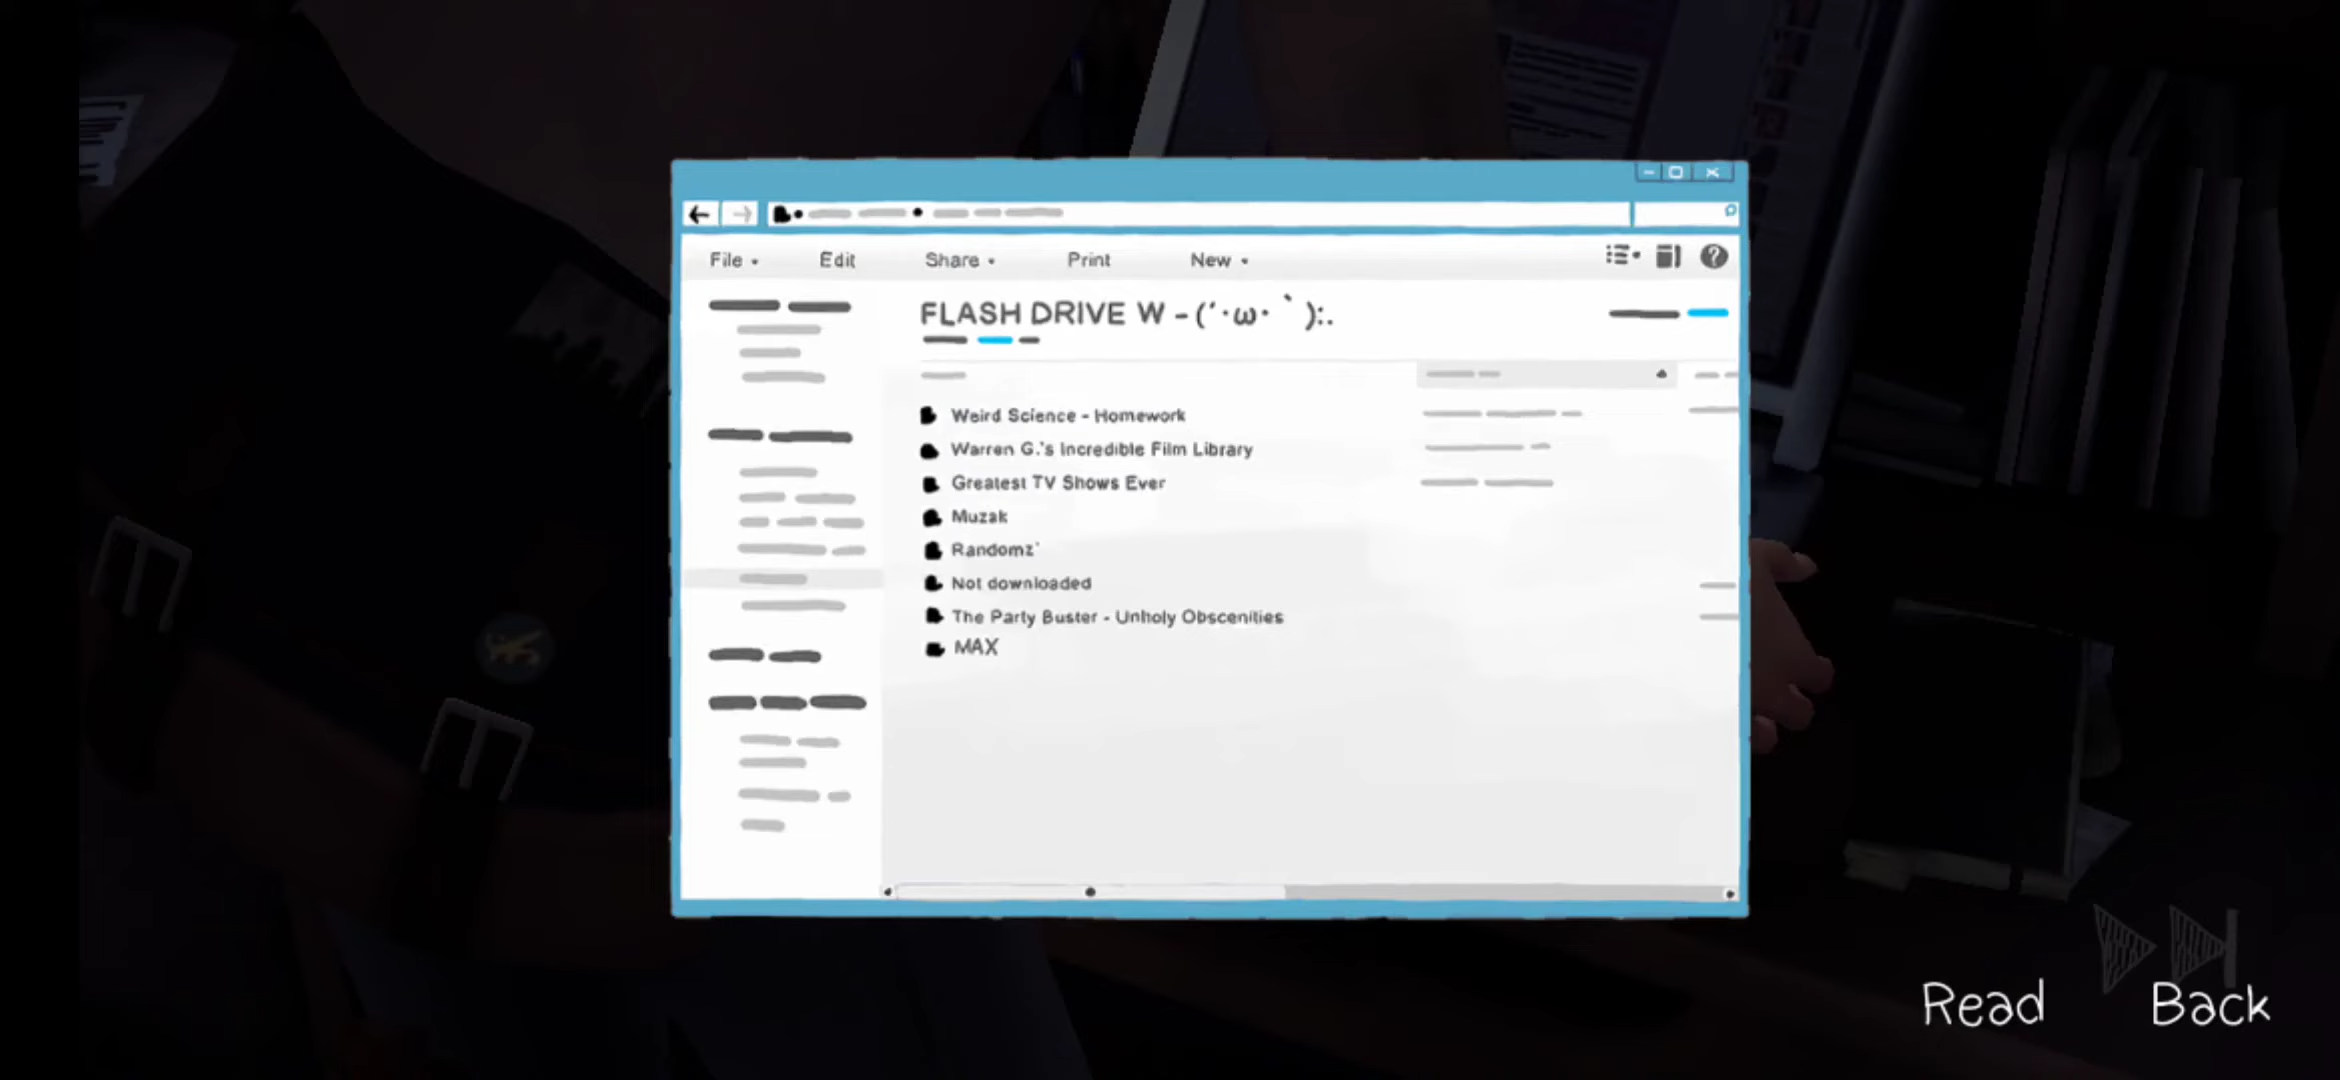 File
Edit
Share
Print
New
FLASH DRIVE W - (´･ω･｀):.
Weird Science - Homework
Warren G.'s Incredible Film Library
Greatest TV Shows Ever
Muzak
Randomz`
Not downloaded
The Party Buster - Unholy Obscenities
MAX
Read
Back